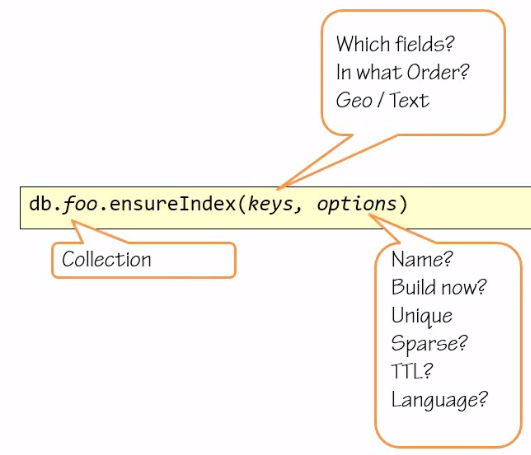 Which fields?
In what Order?
Geo / Text
db.foo.ensureIndex(keys, options)
Collection
Name?
Build now?
Unique
Sparse?
TTL?
Language?